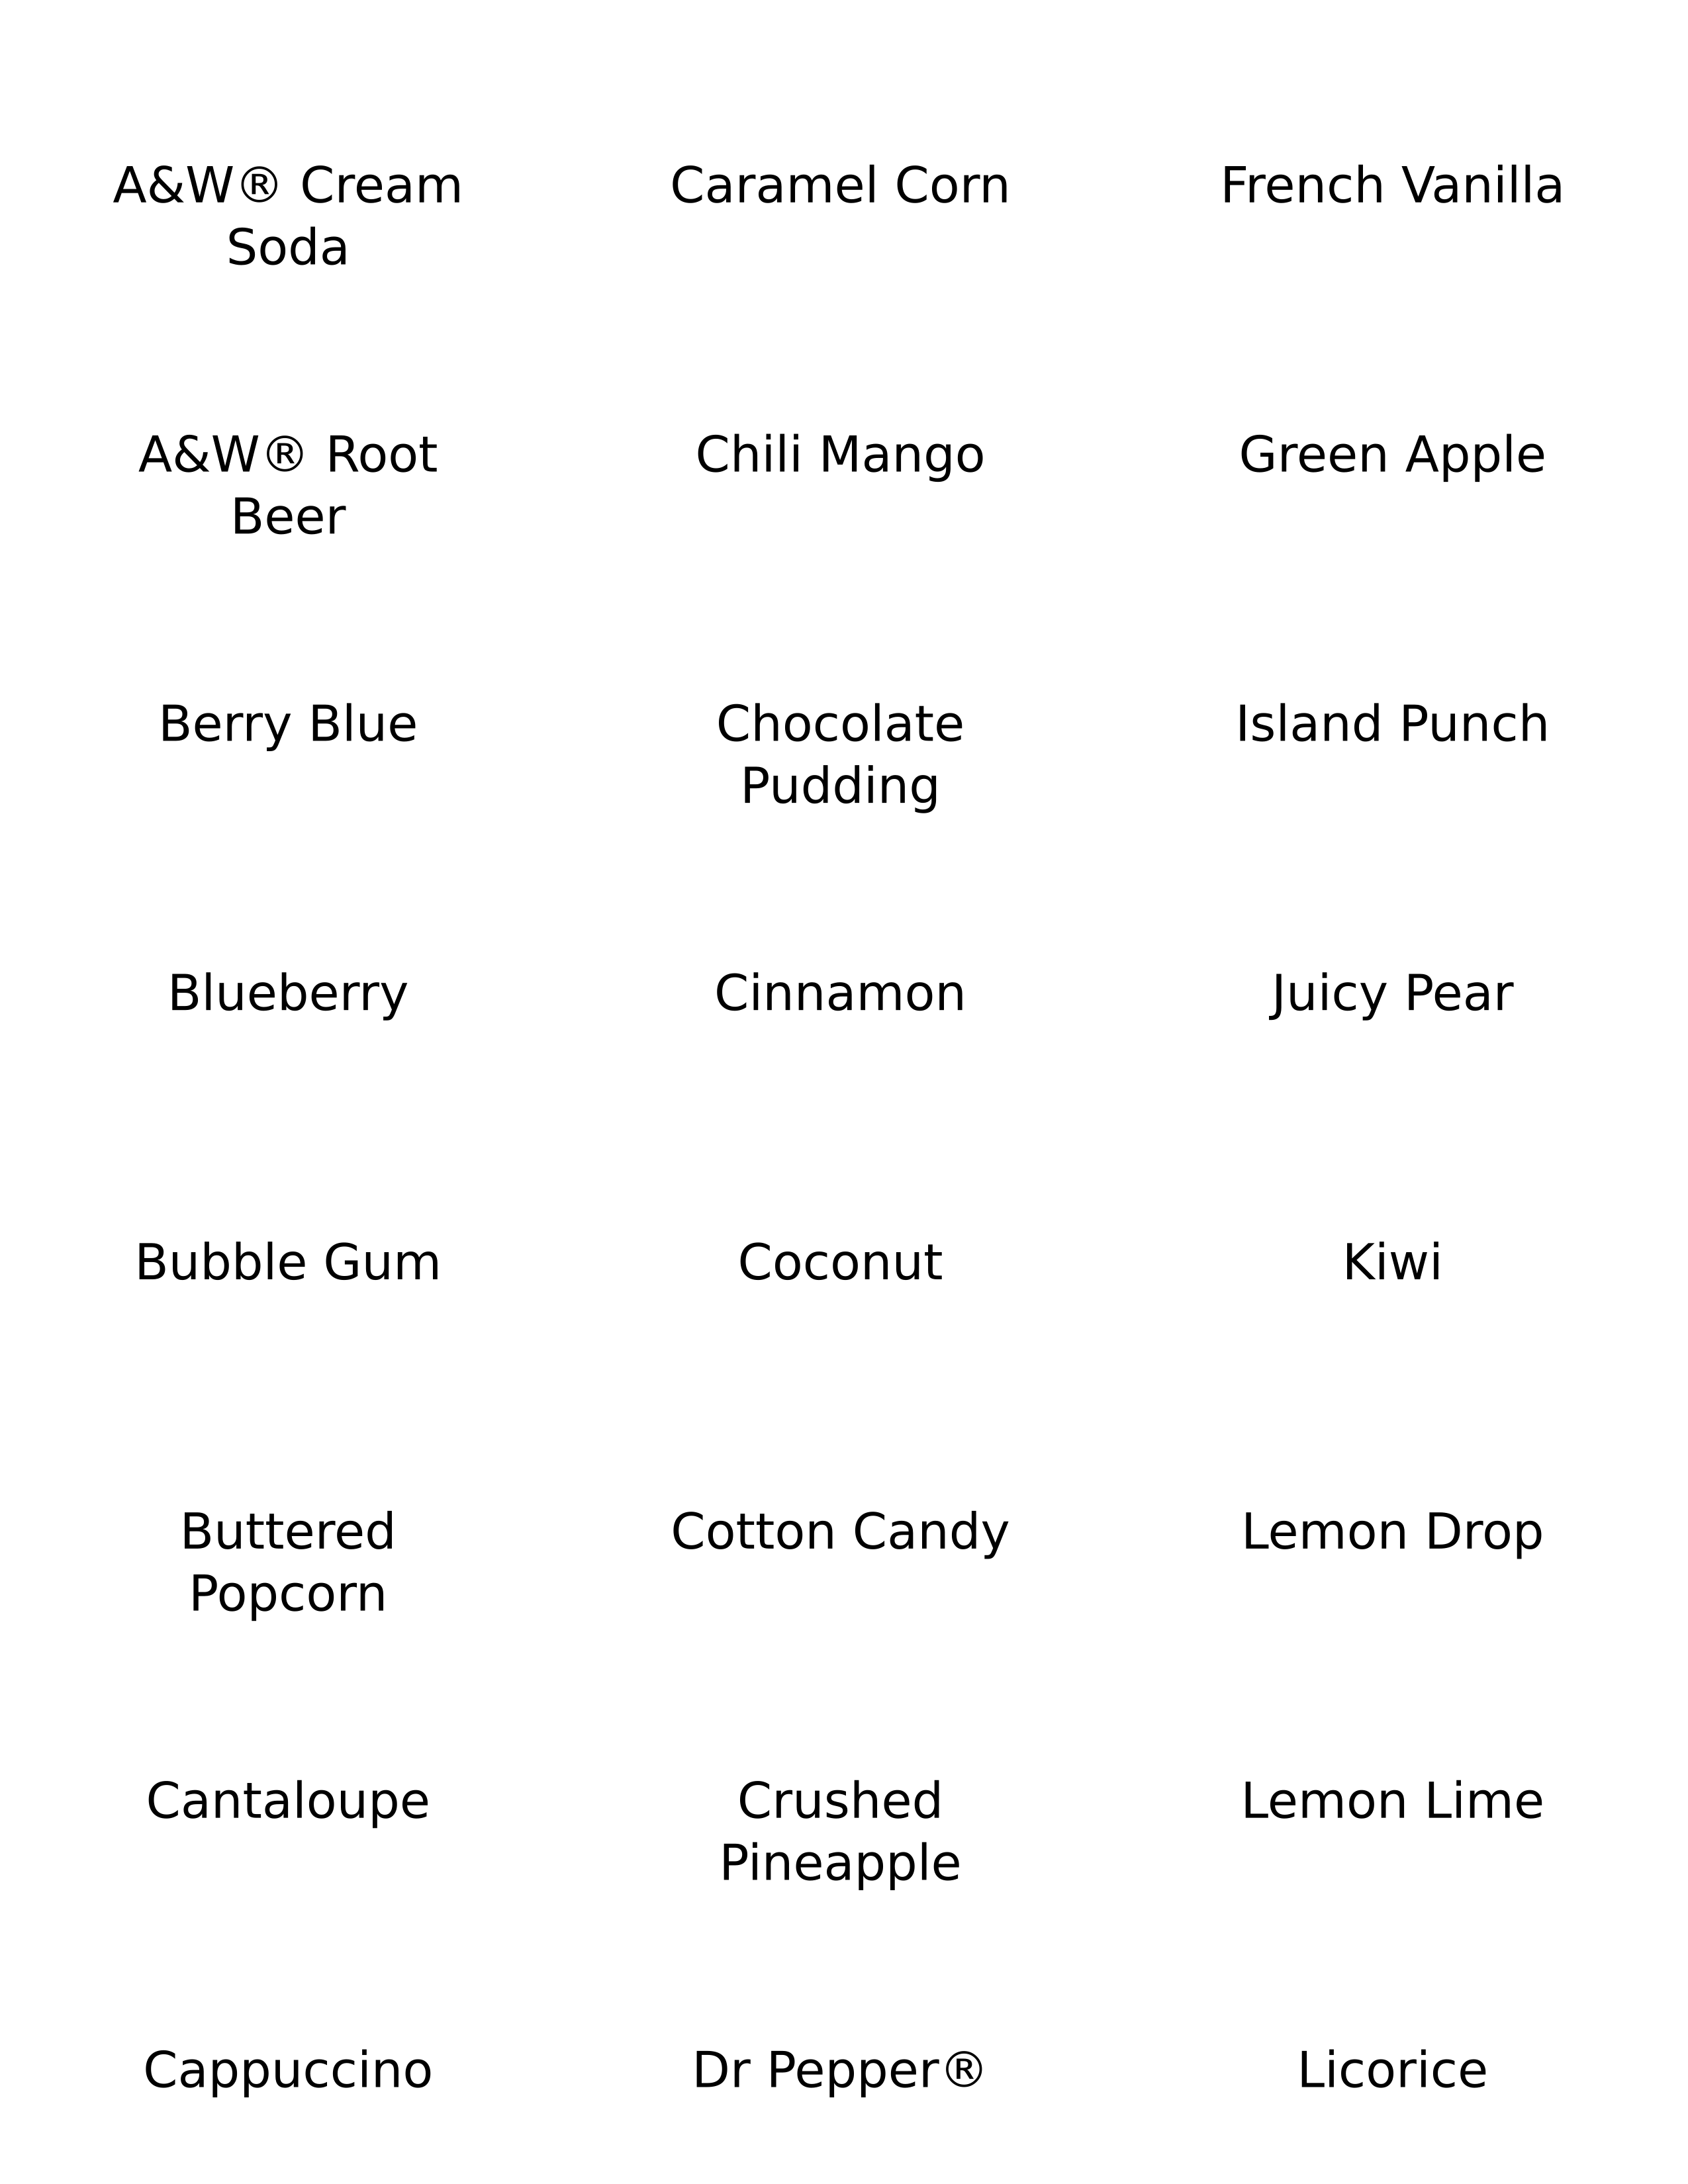 A&W® Cream
Soda
Caramel Corn
French Vanilla
A&W® Root
Beer
Chili Mango
Green Apple
Berry Blue
Chocolate
Pudding
Island Punch
Blueberry
Cinnamon
Juicy Pear
Bubble Gum
Coconut
Kiwi
Buttered
Popcorn
Cotton Candy
Lemon Drop
Cantaloupe
Crushed
Pineapple
Lemon Lime
Cappuccino
Dr Pepper®
Licorice